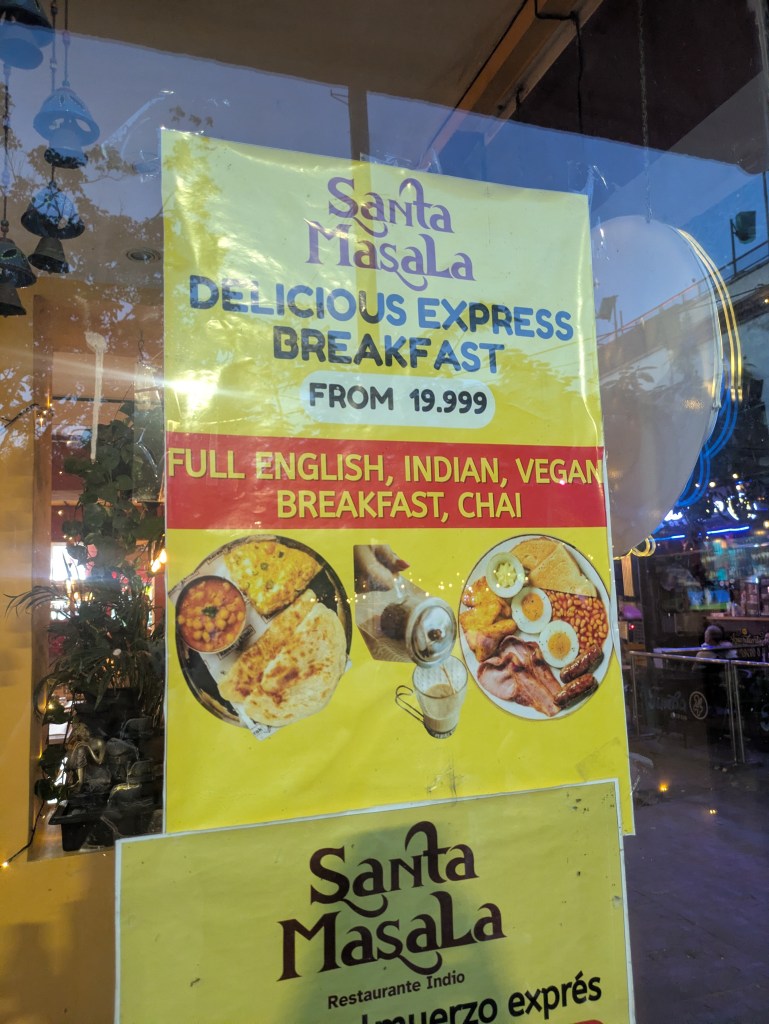 Santa
Masala
DELICIOUS EXPRESS
BREAKFAST
FROM 19.999
FULL ENGLISH, INDIAN, VEGAN
BREAKFAST, CHAI
Santa
Masala
Restaurante Indio
exprés